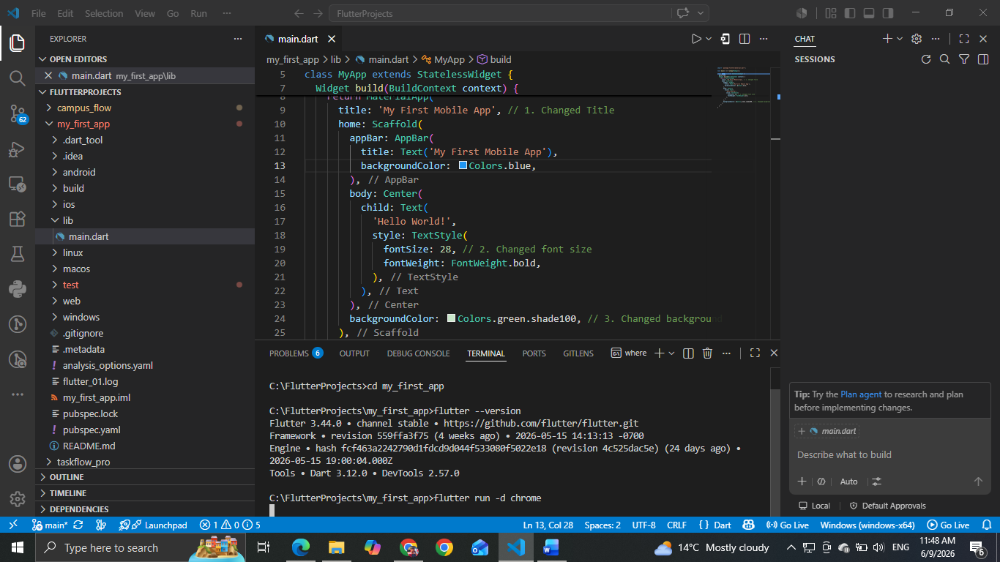 File Edit Selection View Go Run ···
FlutterProjects
EXPLORER ···
OPEN EDITORS
main.dart my_first_app\lib
FLUTTERPROJECTS
campus_flow
my_first_app
.dart_tool
.idea
android
build
ios
lib
main.dart
linux
macos
test
web
windows
.gitignore
.metadata
analysis_options.yaml
flutter_01.log
my_first_app.iml
pubspec.lock
pubspec.yaml
README.md
taskflow_pro
OUTLINE
TIMELINE
DEPENDENCIES
62
main.dart
my_first_app > lib > main.dart > MyApp > build
5 class MyApp extends StatelessWidget {
7 Widget build(BuildContext context) {
8 return MaterialApp(
9 title: 'My First Mobile App', // 1. Changed Title
10 home: Scaffold(
11 appBar: AppBar(
12 title: Text('My First Mobile App'),
13 backgroundColor: Colors.blue,
14 ), // AppBar
15 body: Center(
16 child: Text(
17 'Hello World!',
18 style: TextStyle(
19 fontSize: 28, // 2. Changed font size
20 fontWeight: FontWeight.bold,
21 ), // TextStyle
22 ), // Text
23 ), // Center
24 backgroundColor: Colors.green.shade100, // 3. Changed backgroun
25 ), // Scaffold
PROBLEMS 6 OUTPUT DEBUG CONSOLE TERMINAL PORTS GITLENS where
C:\FlutterProjects>cd my_first_app
C:\FlutterProjects\my_first_app>flutter --version
Flutter 3.44.0 • channel stable • https://github.com/flutter/flutter.git
Framework • revision 559ffa3f75 (4 weeks ago) • 2026-05-15 14:13:13 -0700
Engine • hash fcf463a2242790d1fdcd9d044f533080f5022e18 (revision 4c525dac5e) (24 days ago) •
2026-05-15 19:00:04.000Z
Tools • Dart 3.12.0 • DevTools 2.57.0
C:\FlutterProjects\my_first_app>flutter run -d chrome
CHAT
SESSIONS
Tip: Try the Plan agent to research and plan
before implementing changes.
main.dart
Describe what to build
Auto
Local Default Approvals
main* Launchpad 1 0 5 Ln 13, Col 28 Spaces: 2 UTF-8 CRLF {} Dart Go Live Windows (windows-x64) Go Live
Type here to search
14°C Mostly cloudy ENG
11:48 AM
6/9/2026
6